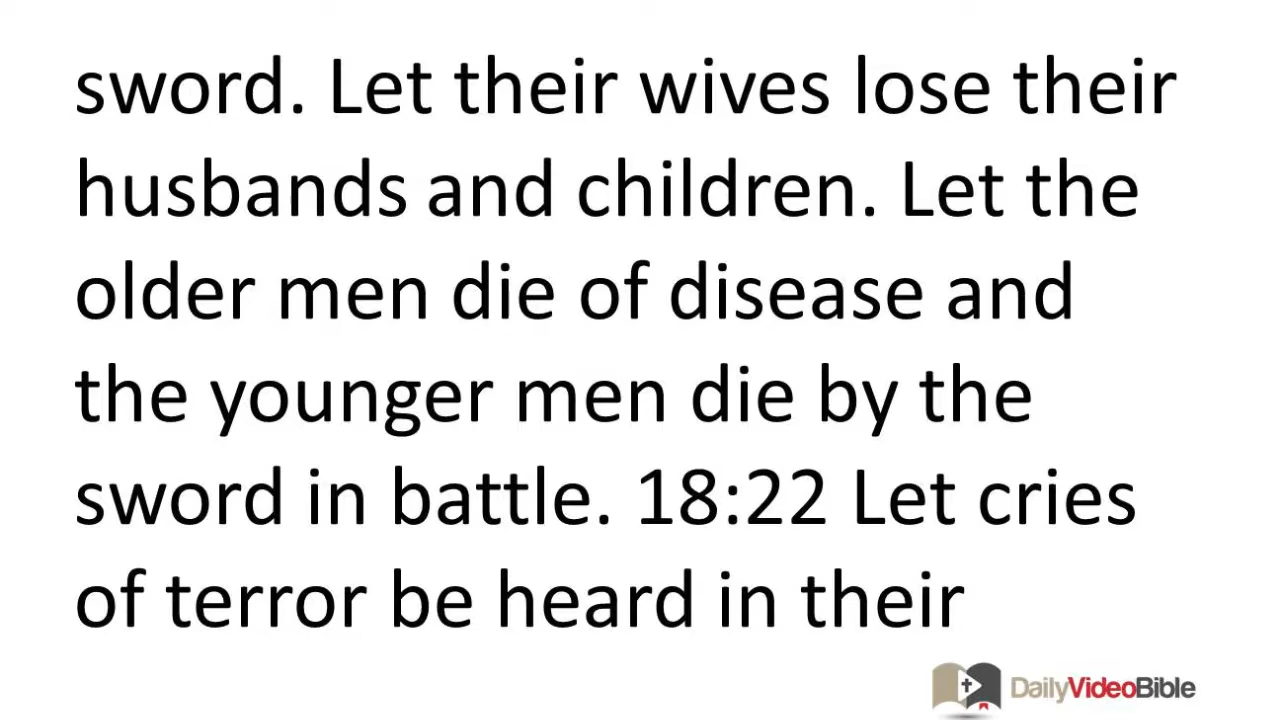 sword. Let their wives lose their
husbands and children. Let the
older men die of disease and
the younger men die by the
sword in battle. 18:22 Let cries
of terror be heard in their
DailyVideoBible